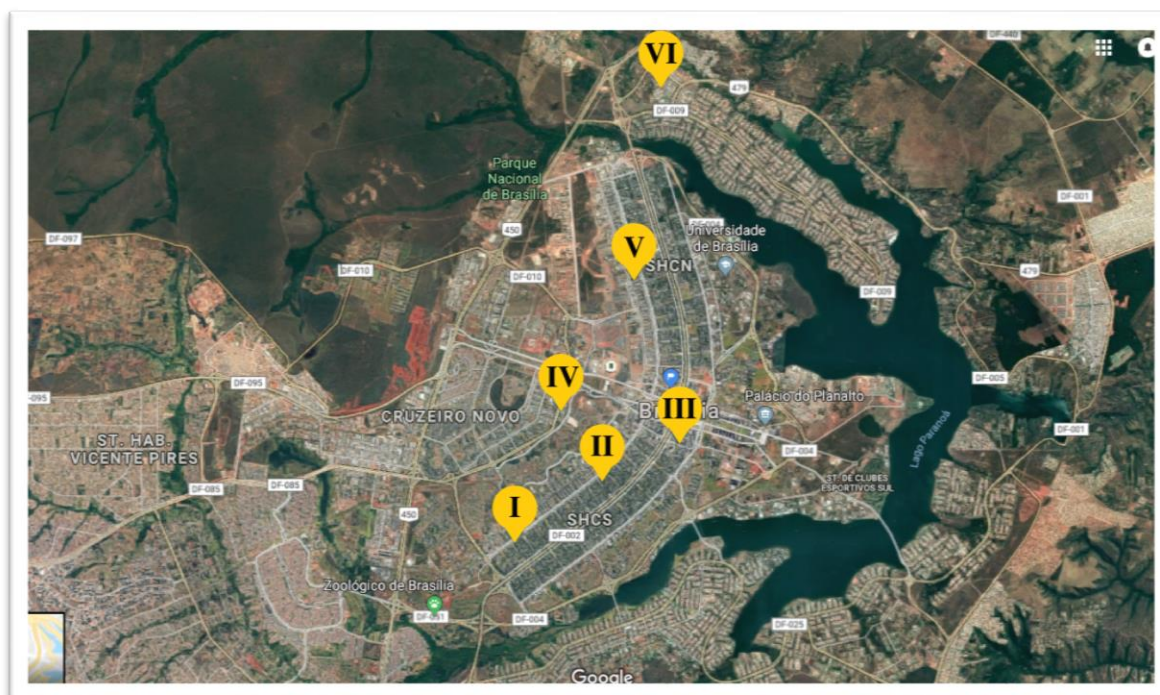 DF-440
VI
479
DF-009
Parque
Nacional
de Brasília
DF-001
450
DF-004
Universidade
de Brasília
DF-097
V
SHCN
DF-010
DF-010
479
DF-009
IV
DF-005
DF-095
-095
CRUZEIRO NOVO
Brasília
III
Palácio do Planalto
Lago Paranoá
DF-001
ST. HAB.
VICENTE PIRES
II
DF-004
DF-085
DF-085
EST. DE CLUBES
ESPORTIVOS SUL
I
450
SHCS
DF-002
Zoológico de Brasília
DF-051
DF-004
DF-025
Google